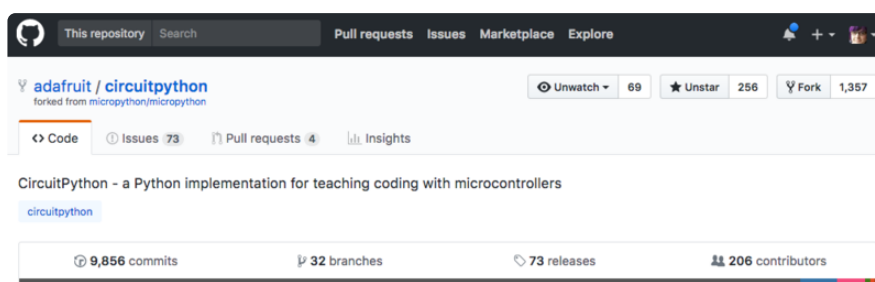 This repository Search Pull requests Issues Marketplace Explore
adafruit / circuitpython
forked from micropython/micropython
Unwatch 69 Unstar 256 Fork 1,357
Code Issues 73 Pull requests 4 Insights
CircuitPython - a Python implementation for teaching coding with microcontrollers
circuitpython
9,856 commits 32 branches 73 releases 206 contributors